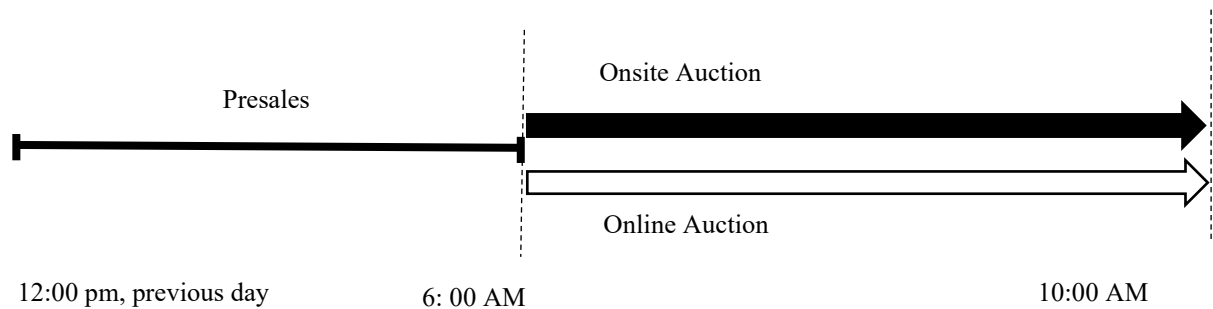 Onsite Auction
Presales
Online Auction
12:00 pm, previous day
6: 00 AM
10:00 AM